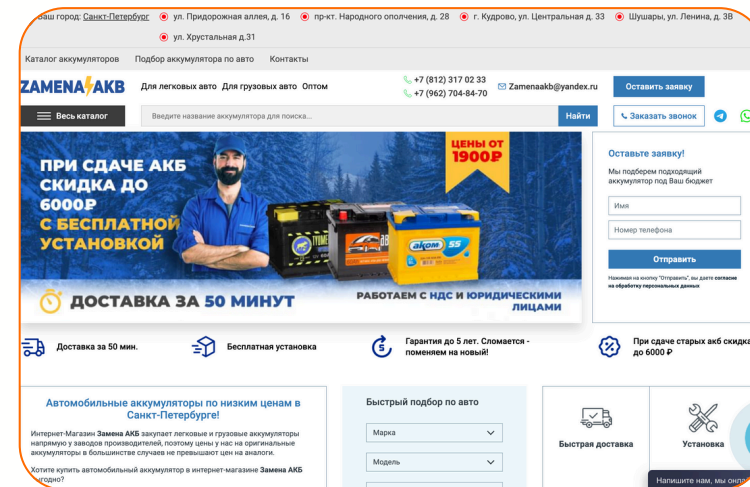 Ваш город: Санкт-Петербург ул. Придорожная аллея, д. 16 пр-кт. Народного ополчения, д. 28 г. Кудрово, ул. Центральная д. 33 Шушары, ул. Ленина, д. 3В
ул. Хрустальная д.31
Каталог аккумуляторов Подбор аккумулятора по авто Контакты
ZAMENA АКВ Для легковых авто Для грузовых авто Оптом
+7 (812) 317 02 33
+7 (962) 704-84-70
Zamenaakb@yandex.ru
Оставить заявку
Весь каталог
Введите название аккумулятора для поиска...
Найти
Заказать звонок
ПРИ СДАЧЕ АКБ
СКИДКА ДО
6000₽
С БЕСПЛАТНОЙ
УСТАНОВКОЙ
ЦЕНЫ ОТ
1900₽
akom 55
ДОСТАВКА ЗА 50 МИНУТ
РАБОТАЕМ С НДС И ЮРИДИЧЕСКИМИ
ЛИЦАМИ
Оставьте заявку!
Мы подберем подходящий
аккумулятор под Ваш бюджет
Имя
Номер телефона
Отправить
Нажимая на кнопку "Отправить", вы даете согласие
на обработку персональных данных
Доставка за 50 мин.
Бесплатная установка
Гарантия до 5 лет. Сломается -
поменяем на новый!
При сдаче старых акб скидка
до 6000 ₽
Автомобильные аккумуляторы по низким ценам в
Санкт-Петербурге!
Интернет-Магазин Замена АКБ закупает легковые и грузовые аккумуляторы
напрямую у заводов производителей, поэтому цены у нас на оригинальные
аккумуляторы в большинстве случаев не превышают цен на аналоги.
Хотите купить автомобильный аккумулятор в интернет-магазине Замена АКБ
выгодно?
Быстрый подбор по авто
Марка
Модель
Быстрая доставка
Установка
Напишите нам, мы онлайн